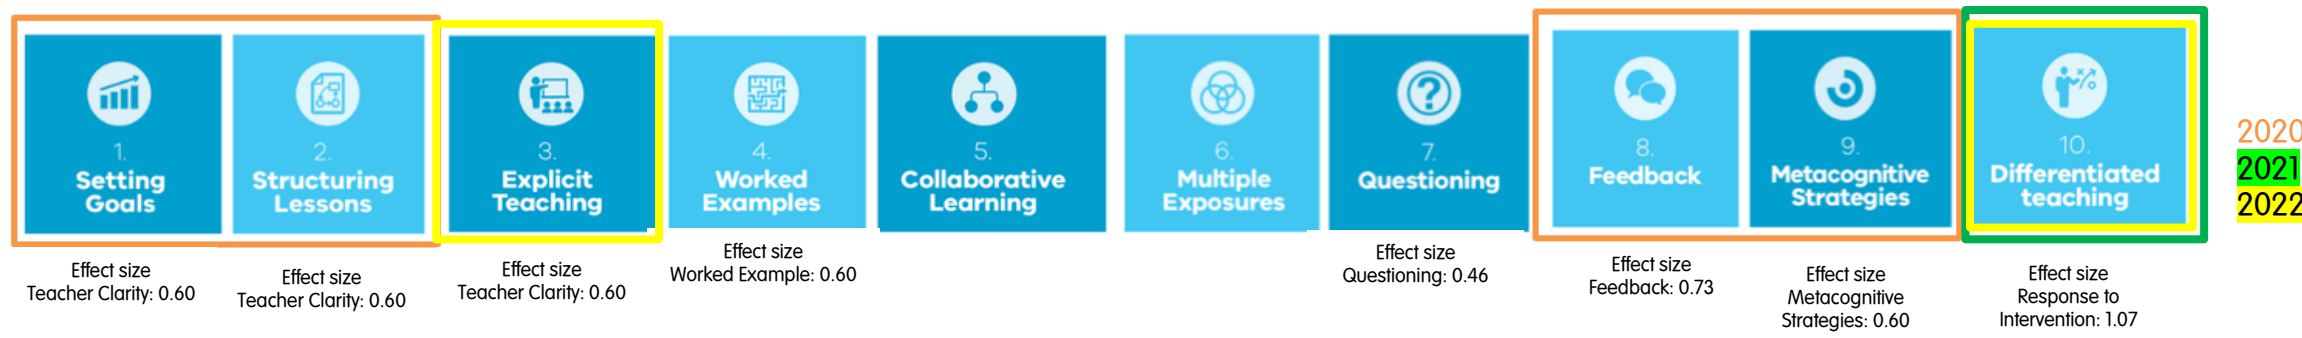 1.
Setting
Goals
2.
Structuring
Lessons
3.
Explicit
Teaching
4.
Worked
Examples
5.
Collaborative
Learning
6.
Multiple
Exposures
7.
Questioning
8.
Feedback
9.
Metacognitive
Strategies
10.
Differentiated
teaching
2020
2021
2022
Effect size
Teacher Clarity: 0.60
Effect size
Teacher Clarity: 0.60
Effect size
Teacher Clarity: 0.60
Effect size
Worked Example: 0.60
Effect size
Questioning: 0.46
Effect size
Feedback: 0.73
Effect size
Metacognitive
Strategies: 0.60
Effect size
Response to
Intervention: 1.07